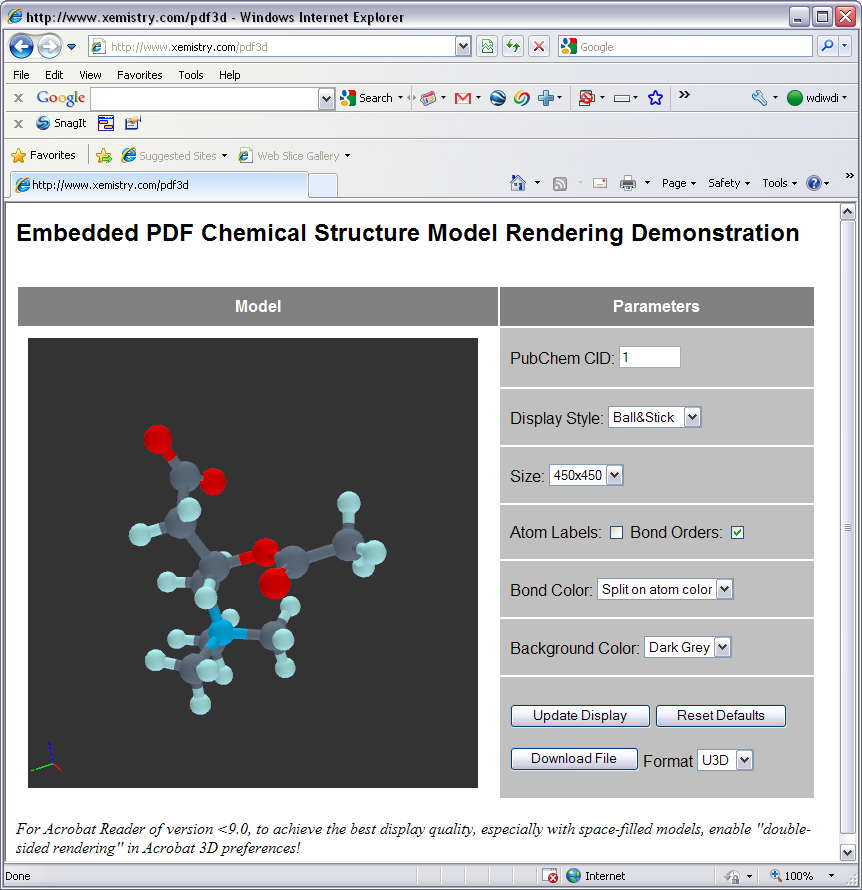 http://www.xemistry.com/pdf3d - Windows Internet Explorer
http://www.xemistry.com/pdf3d
Google
File Edit View Favorites Tools Help
x Google Search »  wdiwdi
x SnagIt
Favorites Suggested Sites Web Slice Gallery
http://www.xemistry.com/pdf3d Page Safety Tools »
Embedded PDF Chemical Structure Model Rendering Demonstration
Model Parameters
PubChem CID: 1
Display Style: Ball&Stick
Size: 450x450
Atom Labels: Bond Orders:
Bond Color: Split on atom color
Background Color: Dark Grey
Update Display Reset Defaults
Download File Format U3D
For Acrobat Reader of version <9.0, to achieve the best display quality, especially with space-filled models, enable "double-
sided rendering" in Acrobat 3D preferences!
Done Internet 100%